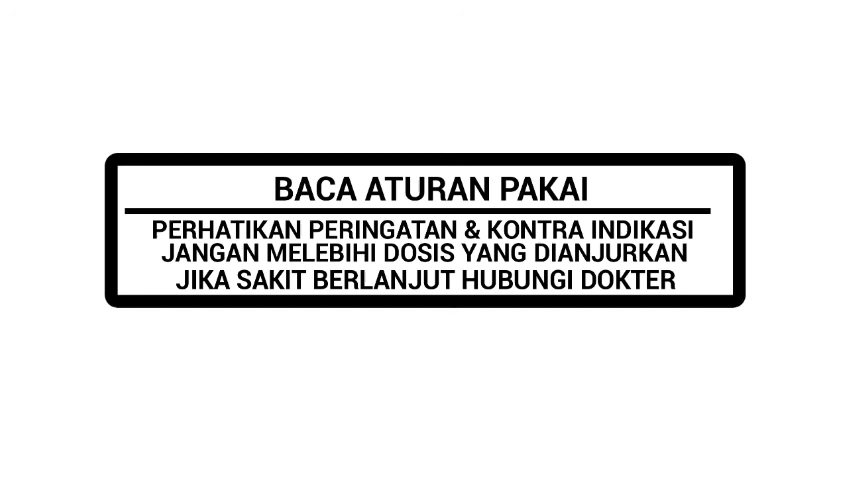 BACA ATURAN PAKAI
PERHATIKAN PERINGATAN & KONTRA INDIKASI
JANGAN MELEBIHI DOSIS YANG DIANJURKAN
JIKA SAKIT BERLANJUT HUBUNGI DOKTER